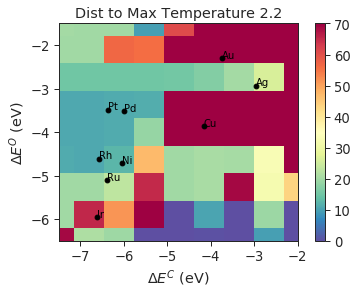 Dist to Max Temperature 2.2
70
60
50
40
30
20
10
0
−2
−3
−4
−5
−6
ΔE^O (eV)
Au
Ag
Pt
Pd
Cu
Rh
Ni
Ru
Ir
−7
−6
−5
−4
−3
−2
ΔE^C (eV)